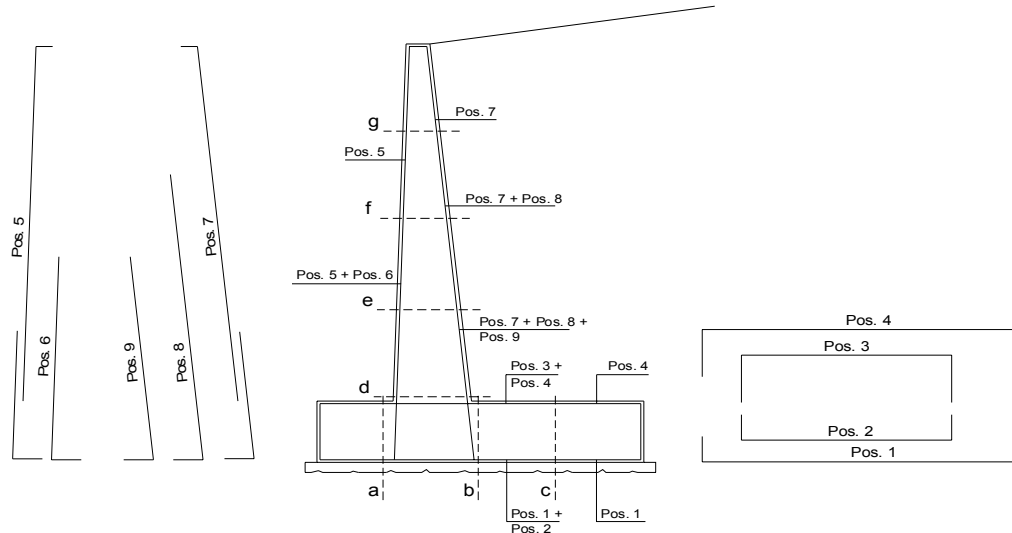 Pos. 5
Pos. 6
Pos. 9
Pos. 8
Pos. 7
g
Pos. 7
Pos. 5
Pos. 7 + Pos. 8
f
Pos. 5 + Pos. 6
e
Pos. 7 + Pos. 8 +
Pos. 9
d
Pos. 3 +
Pos. 4
Pos. 4
a
b
c
Pos. 1 +
Pos. 2
Pos. 1
Pos. 4
Pos. 3
Pos. 2
Pos. 1